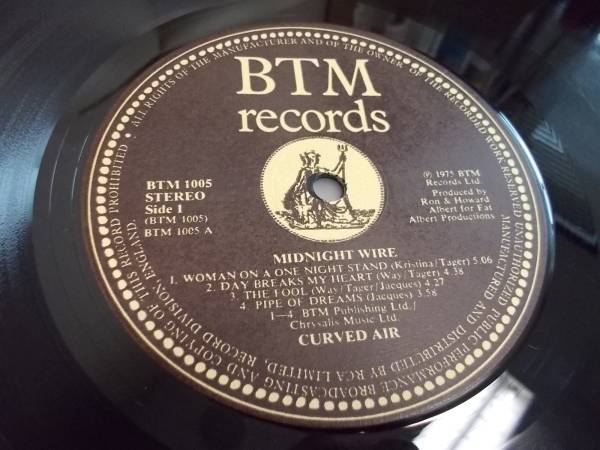 BTM
records
BTM 1005
STEREO
Side 1
(BTM 1005)
BTM 1005 A
℗ 1975 BTM
Records Ltd.
Produced by
Ron & Howard
Albert for Fat
Albert Productions
MIDNIGHT WIRE
1. WOMAN ON A ONE NIGHT STAND (Kristina/Tager) 5.06
2. DAY BREAKS MY HEART (Way/Tager) 4.38
3. THE FOOL (Way/Tager/Jacques) 4.27
4. PIPE OF DREAMS (Jacques) 3.58
1—4. BTM Publishing Ltd./
Chrysalis Music Ltd.
CURVED AIR
• ALL RIGHTS OF THE MANUFACTURER AND OF THE OWNER OF THE RECORDED WORK RESERVED UNAUTHORIZED PUBLIC PERFORMANCE BROADCASTING AND COPYING OF THIS RECORD PROHIBITED •
MANUFACTURED AND DISTRIBUTED BY RCA LIMITED, RECORD DIVISION, ENGLAND.